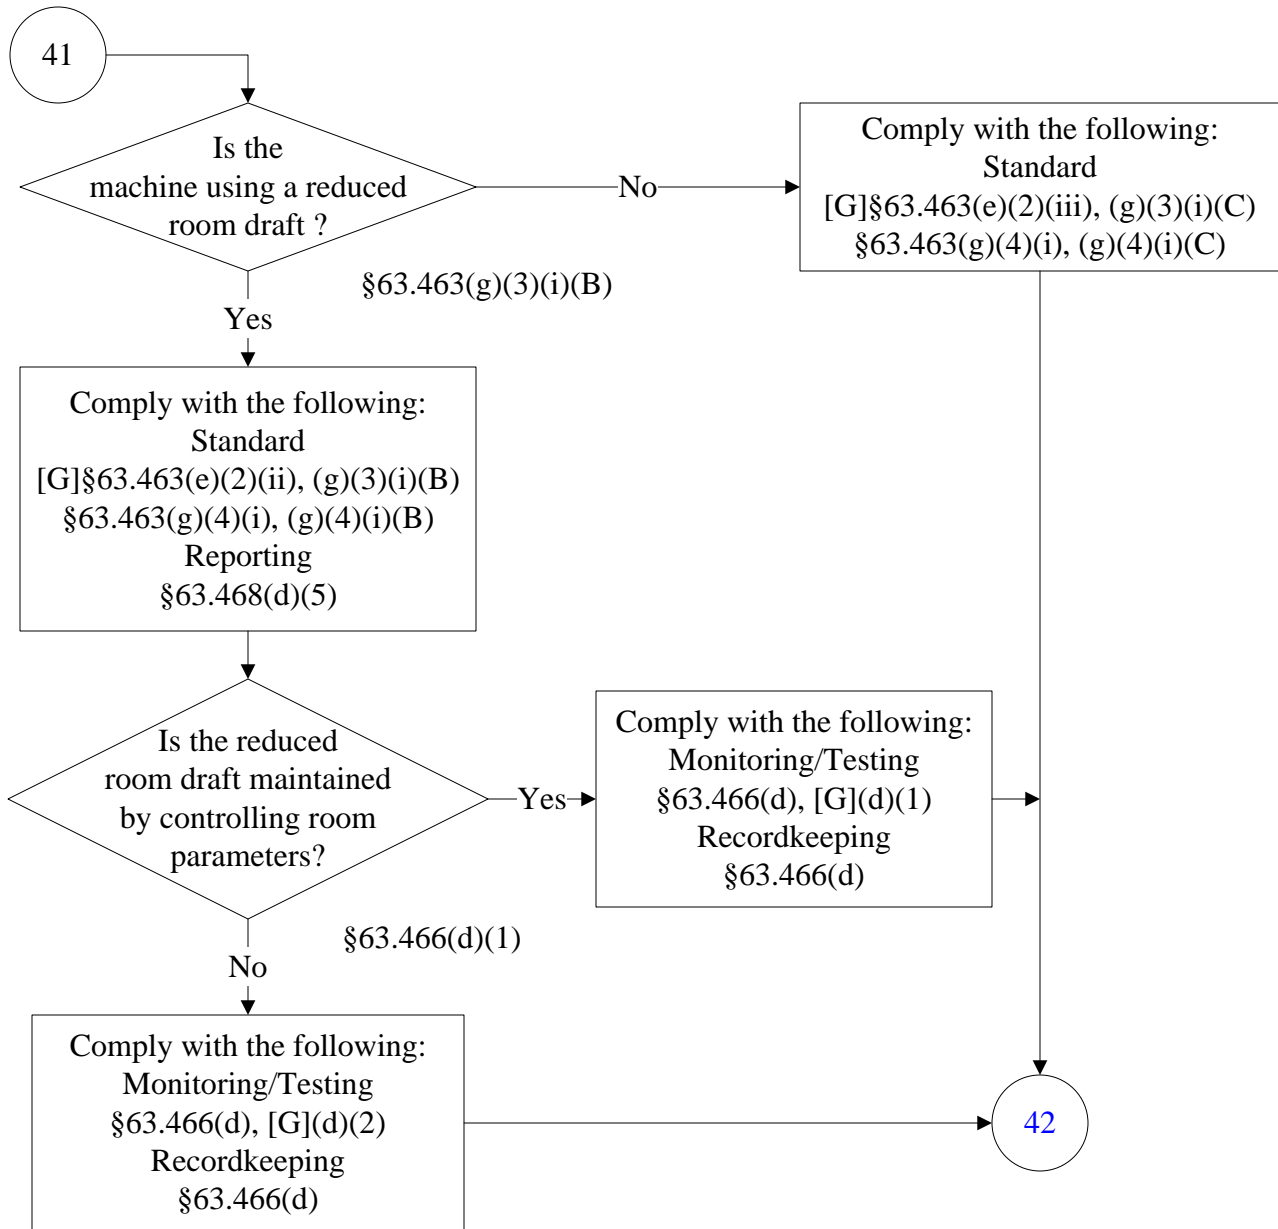 41
Is the
machine using a reduced
room draft ?
No
Comply with the following:
Standard
[G]§63.463(e)(2)(iii), (g)(3)(i)(C)
§63.463(g)(4)(i), (g)(4)(i)(C)
§63.463(g)(3)(i)(B)
Yes
Comply with the following:
Standard
[G]§63.463(e)(2)(ii), (g)(3)(i)(B)
§63.463(g)(4)(i), (g)(4)(i)(B)
Reporting
§63.468(d)(5)
Is the reduced
room draft maintained
by controlling room
parameters?
Yes
Comply with the following:
Monitoring/Testing
§63.466(d), [G](d)(1)
Recordkeeping
§63.466(d)
§63.466(d)(1)
No
Comply with the following:
Monitoring/Testing
§63.466(d), [G](d)(2)
Recordkeeping
§63.466(d)
42